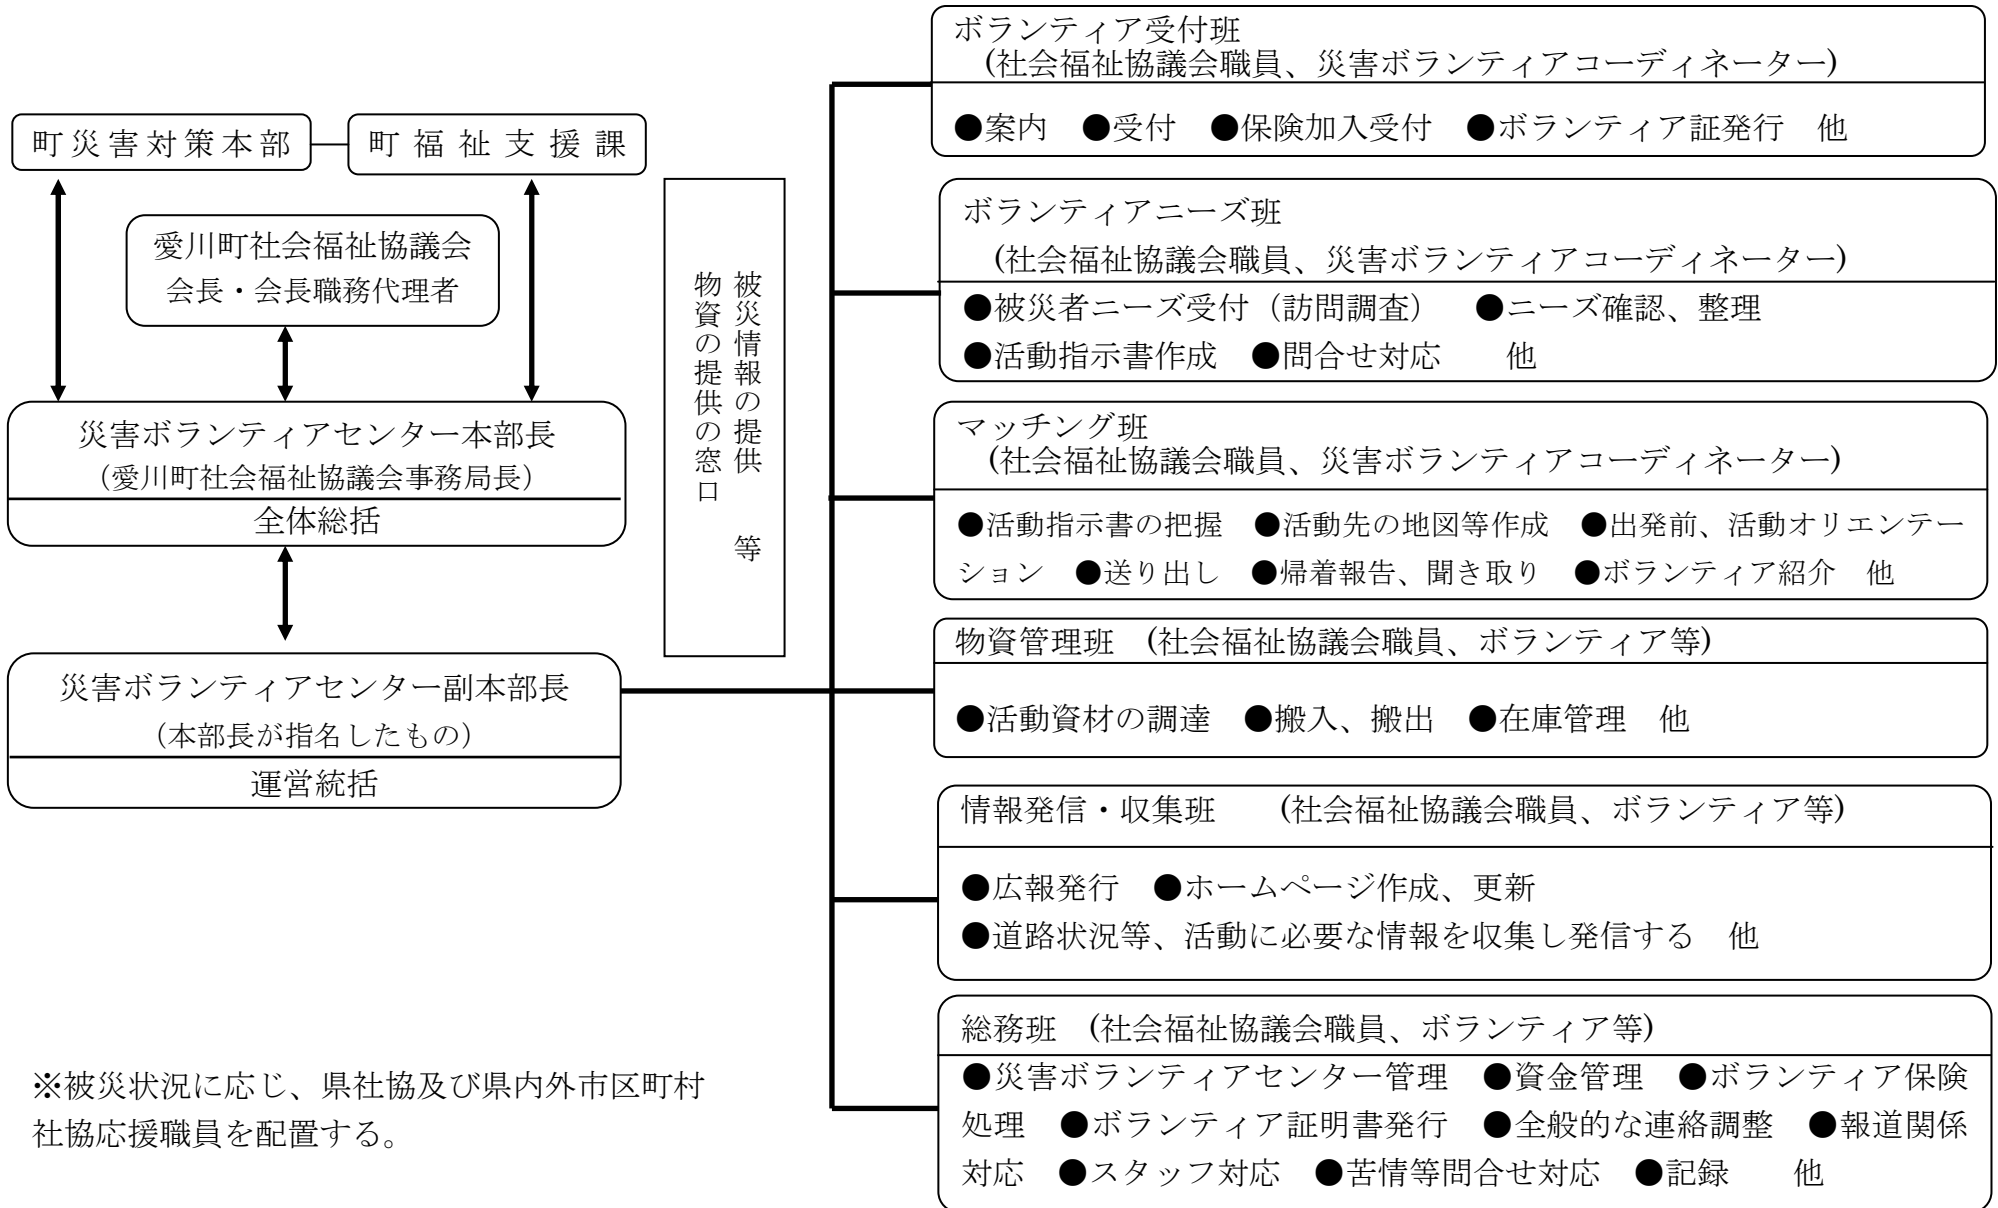 町災害対策本部
町福祉支援課
愛川町社会福祉協議会
会長・会長職務代理者
災害ボランティアセンター本部長
（愛川町社会福祉協議会事務局長）
全体総括
災害ボランティアセンター副本部長
（本部長が指名したもの）
運営統括
被災情報の提供　等
物資の提供の窓口
ボランティア受付班
(社会福祉協議会職員、災害ボランティアコーディネーター)
●案内　●受付　●保険加入受付　●ボランティア証発行　他
ボランティアニーズ班
(社会福祉協議会職員、災害ボランティアコーディネーター)
●被災者ニーズ受付（訪問調査）　●ニーズ確認、整理
●活動指示書作成　●問合せ対応　　他
マッチング班
(社会福祉協議会職員、災害ボランティアコーディネーター)
●活動指示書の把握　●活動先の地図等作成　●出発前、活動オリエンテー
ション　●送り出し　●帰着報告、聞き取り　●ボランティア紹介　他
物資管理班　(社会福祉協議会職員、ボランティア等)
●活動資材の調達　●搬入、搬出　●在庫管理　他
情報発信・収集班　　(社会福祉協議会職員、ボランティア等)
●広報発行　●ホームページ作成、更新
●道路状況等、活動に必要な情報を収集し発信する　他
総務班　(社会福祉協議会職員、ボランティア等)
●災害ボランティアセンター管理　●資金管理　●ボランティア保険
処理　●ボランティア証明書発行　●全般的な連絡調整　●報道関係
対応　●スタッフ対応　●苦情等問合せ対応　●記録　　他
※被災状況に応じ、県社協及び県内外市区町村
社協応援職員を配置する。